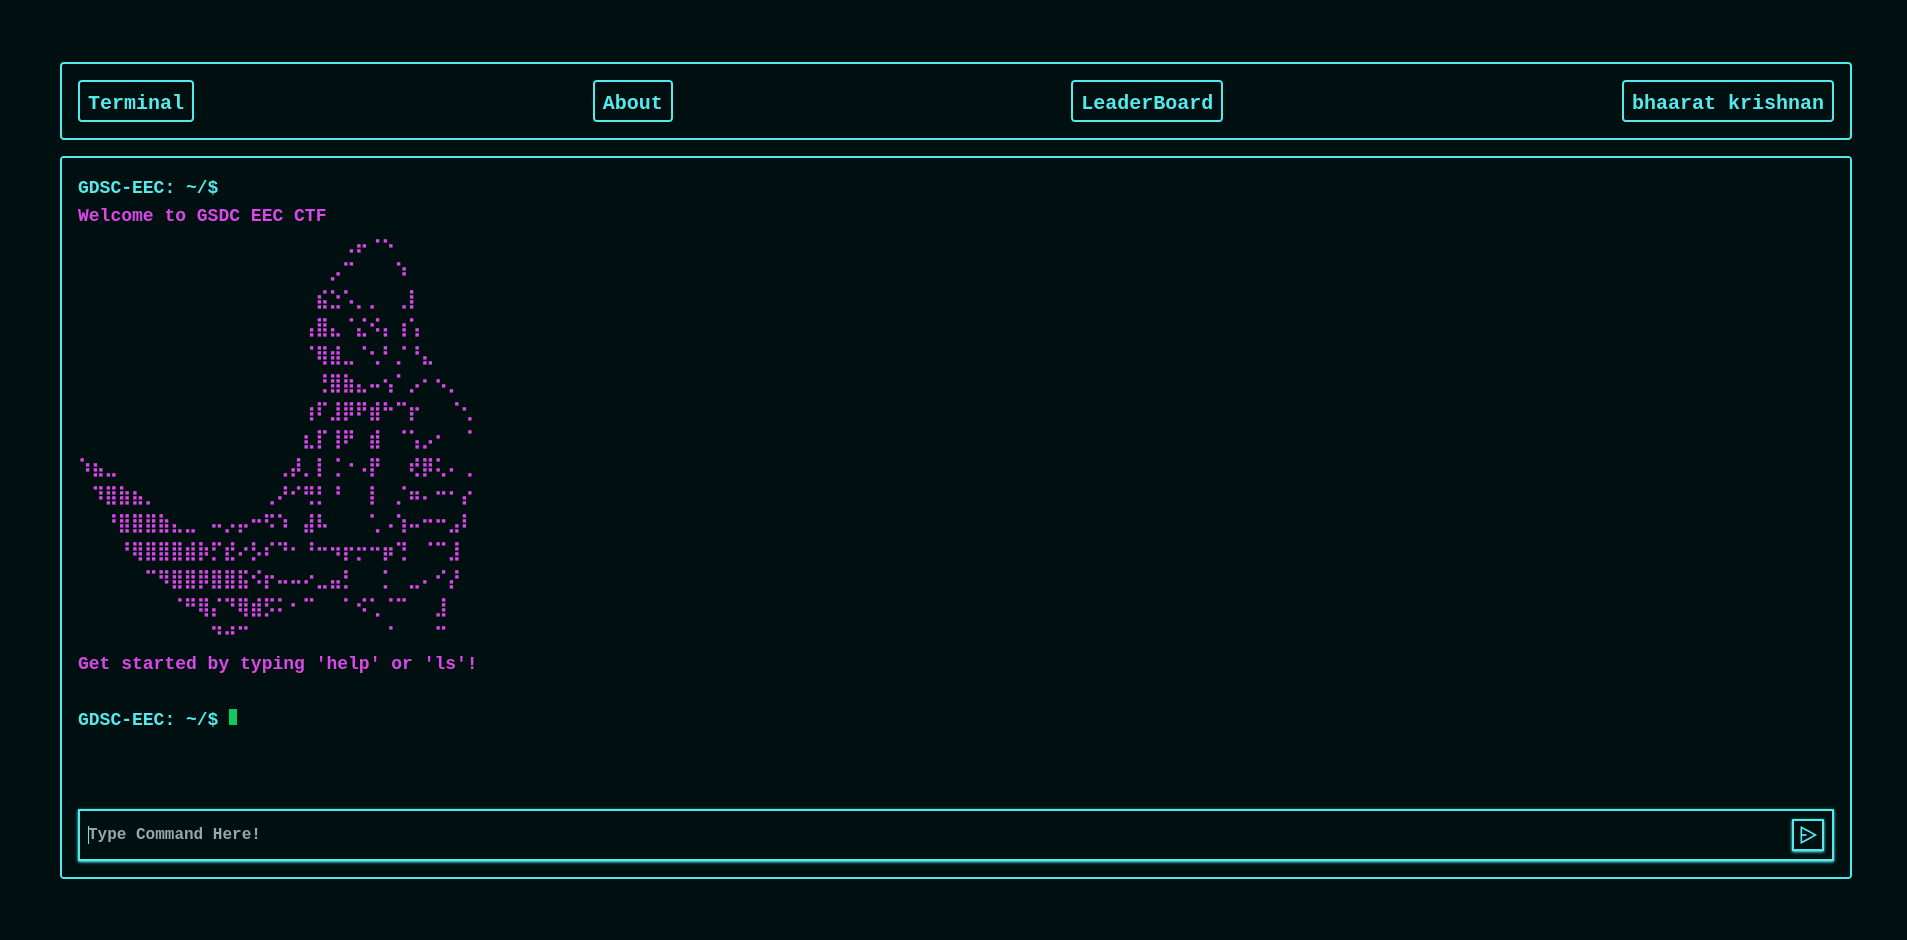 Terminal
About
LeaderBoard
bhaarat krishnan
GDSC-EEC: ~/$
Welcome to GSDC EEC CTF
Get started by typing 'help' or 'ls'!
GDSC-EEC: ~/$
Type Command Here!